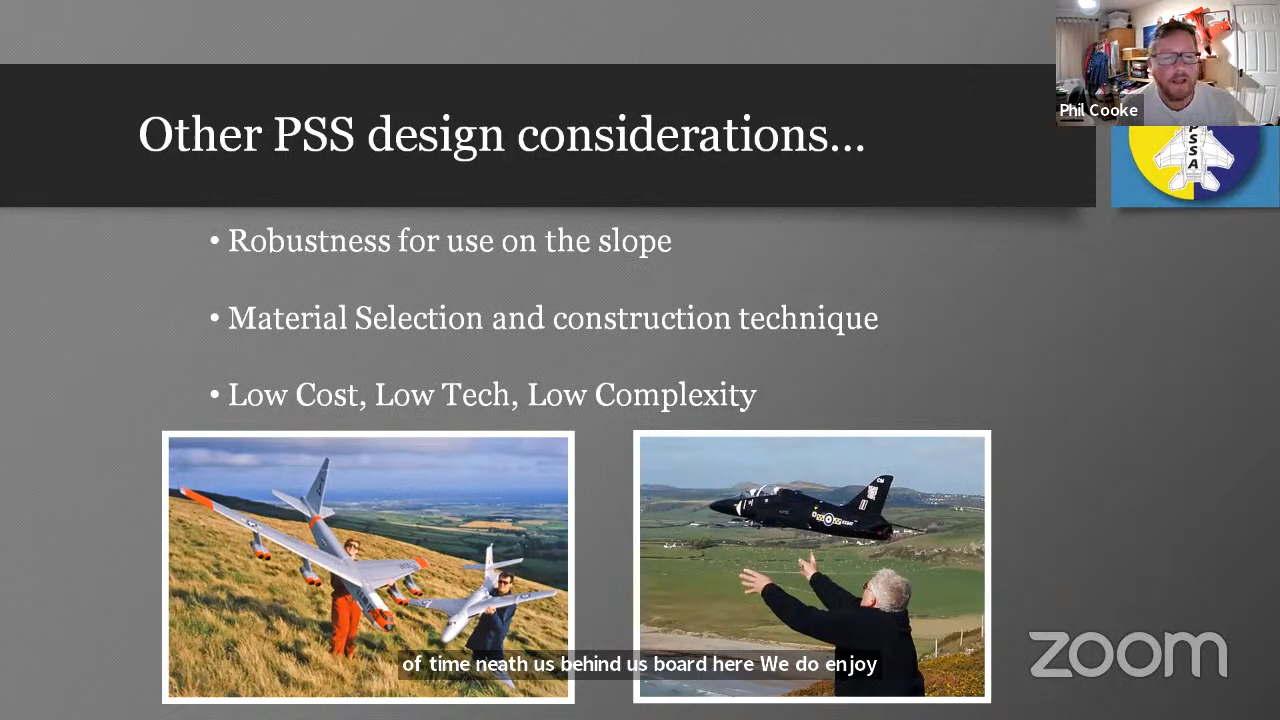 Other PSS design considerations...
Phil Cooke
PSSA
• Robustness for use on the slope
• Material Selection and construction technique
• Low Cost, Low Tech, Low Complexity
of time neath us behind us board here We do enjoy
zoom